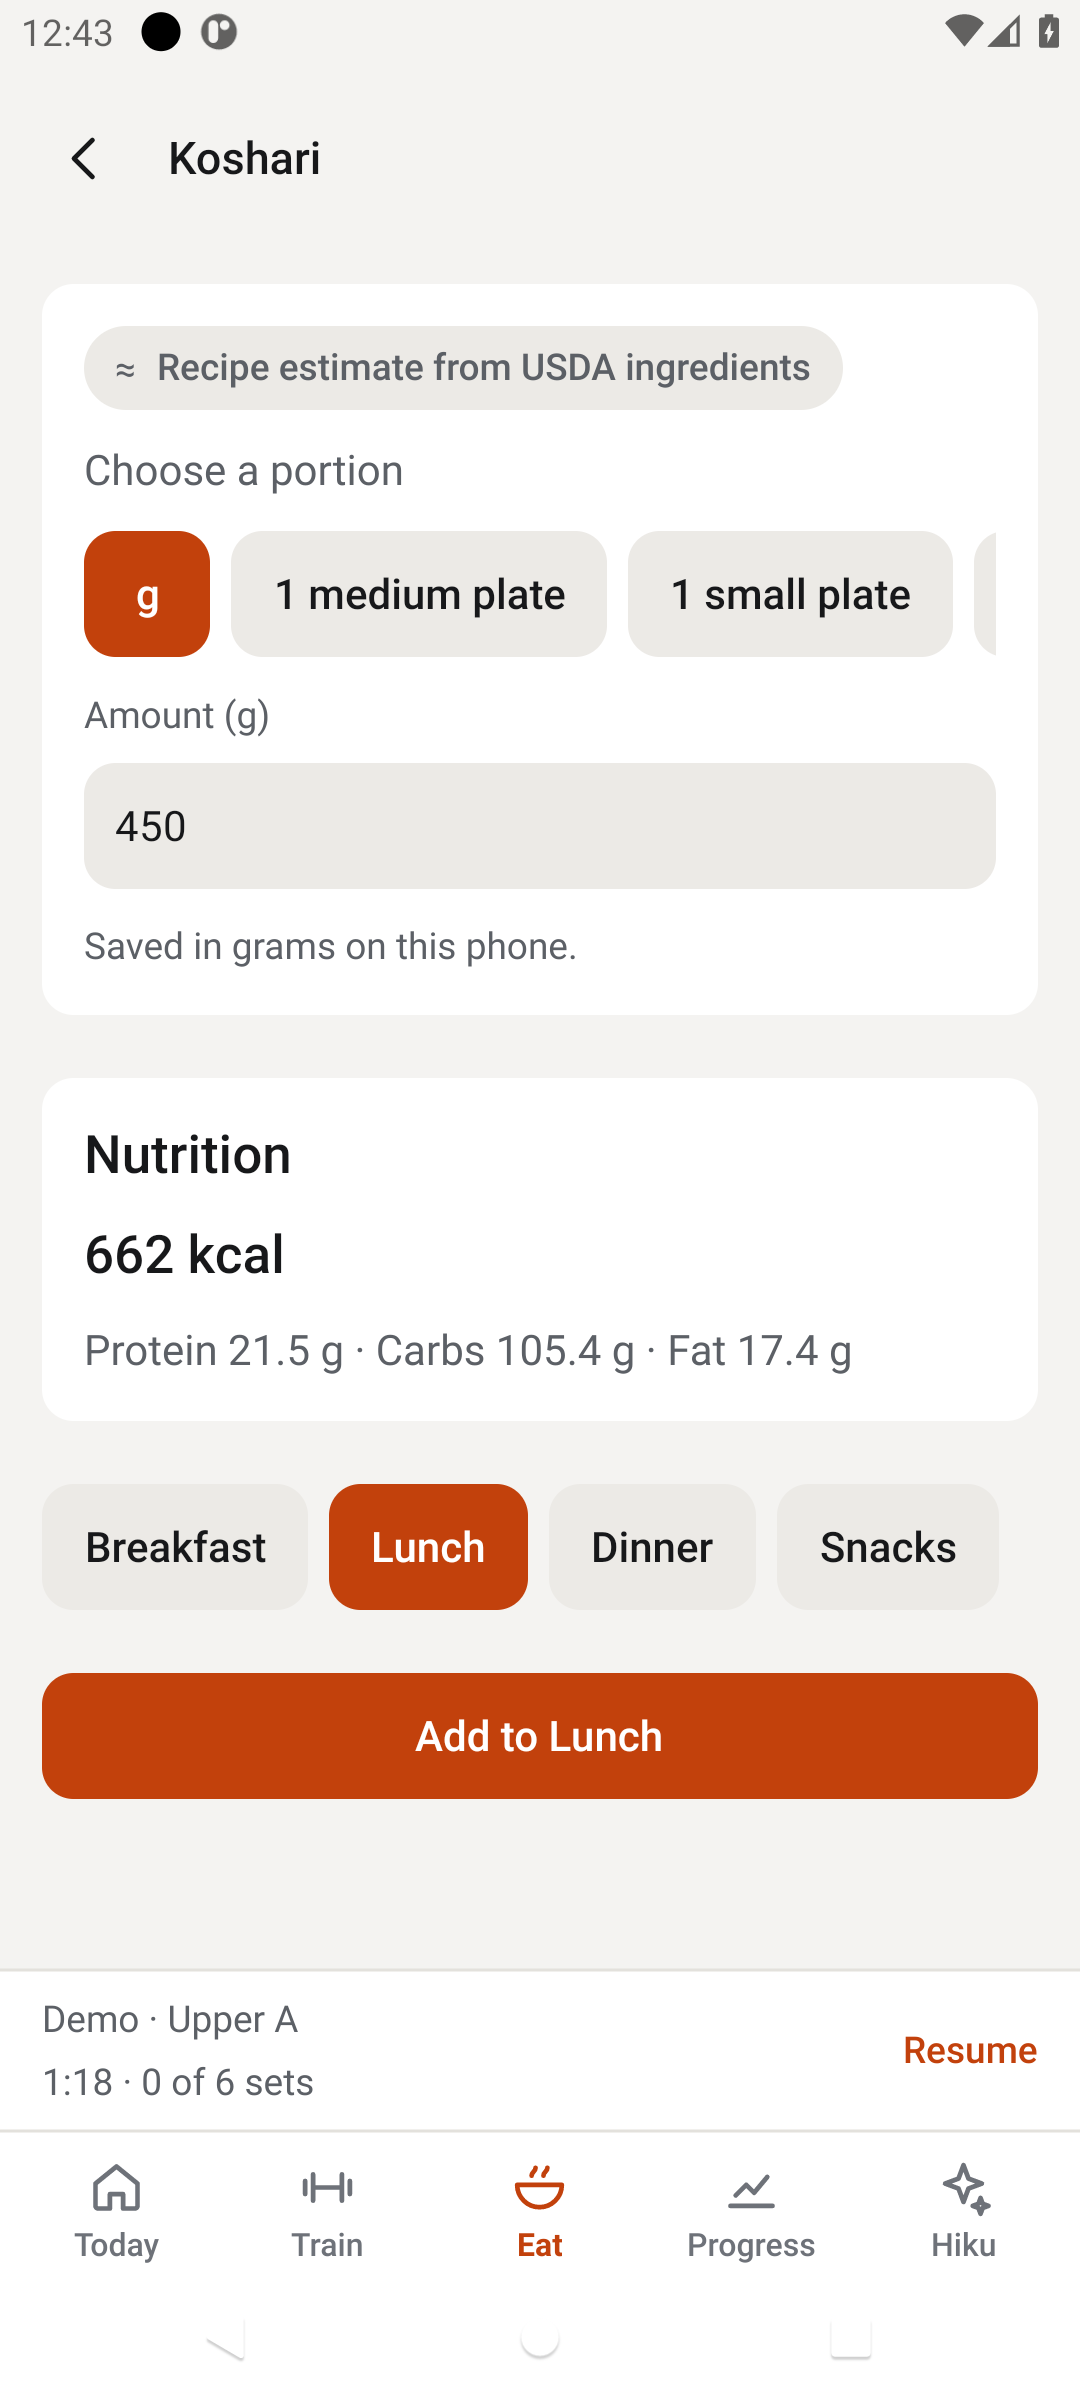 12:43
Koshari
≈ Recipe estimate from USDA ingredients
Choose a portion
g
1 medium plate
1 small plate
Amount (g)
450
Saved in grams on this phone.
Nutrition
662 kcal
Protein 21.5 g · Carbs 105.4 g · Fat 17.4 g
Breakfast
Lunch
Dinner
Snacks
Add to Lunch
Demo · Upper A
1:18 · 0 of 6 sets
Resume
Today
Train
Eat
Progress
Hiku